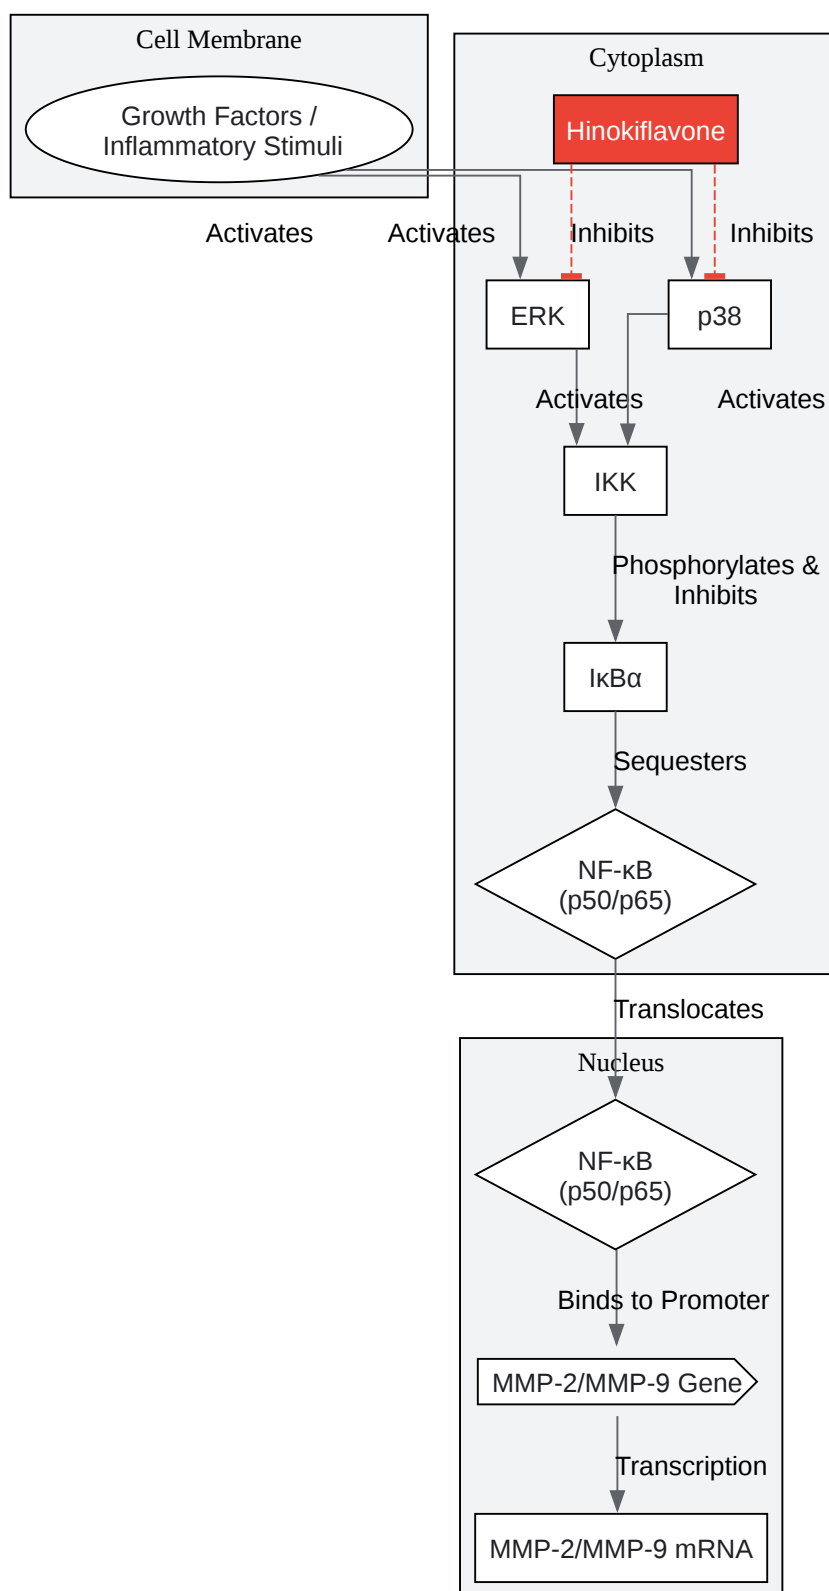 Cell Membrane
Growth Factors /
Inflammatory Stimuli
Cytoplasm
Hinokiflavone
Activates
Activates
Inhibits
Inhibits
ERK
p38
Activates
Activates
IKK
Phosphorylates &
Inhibits
IκBα
Sequesters
NF-κB
(p50/p65)
Translocates
Nucleus
NF-κB
(p50/p65)
Binds to Promoter
MMP-2/MMP-9 Gene
Transcription
MMP-2/MMP-9 mRNA